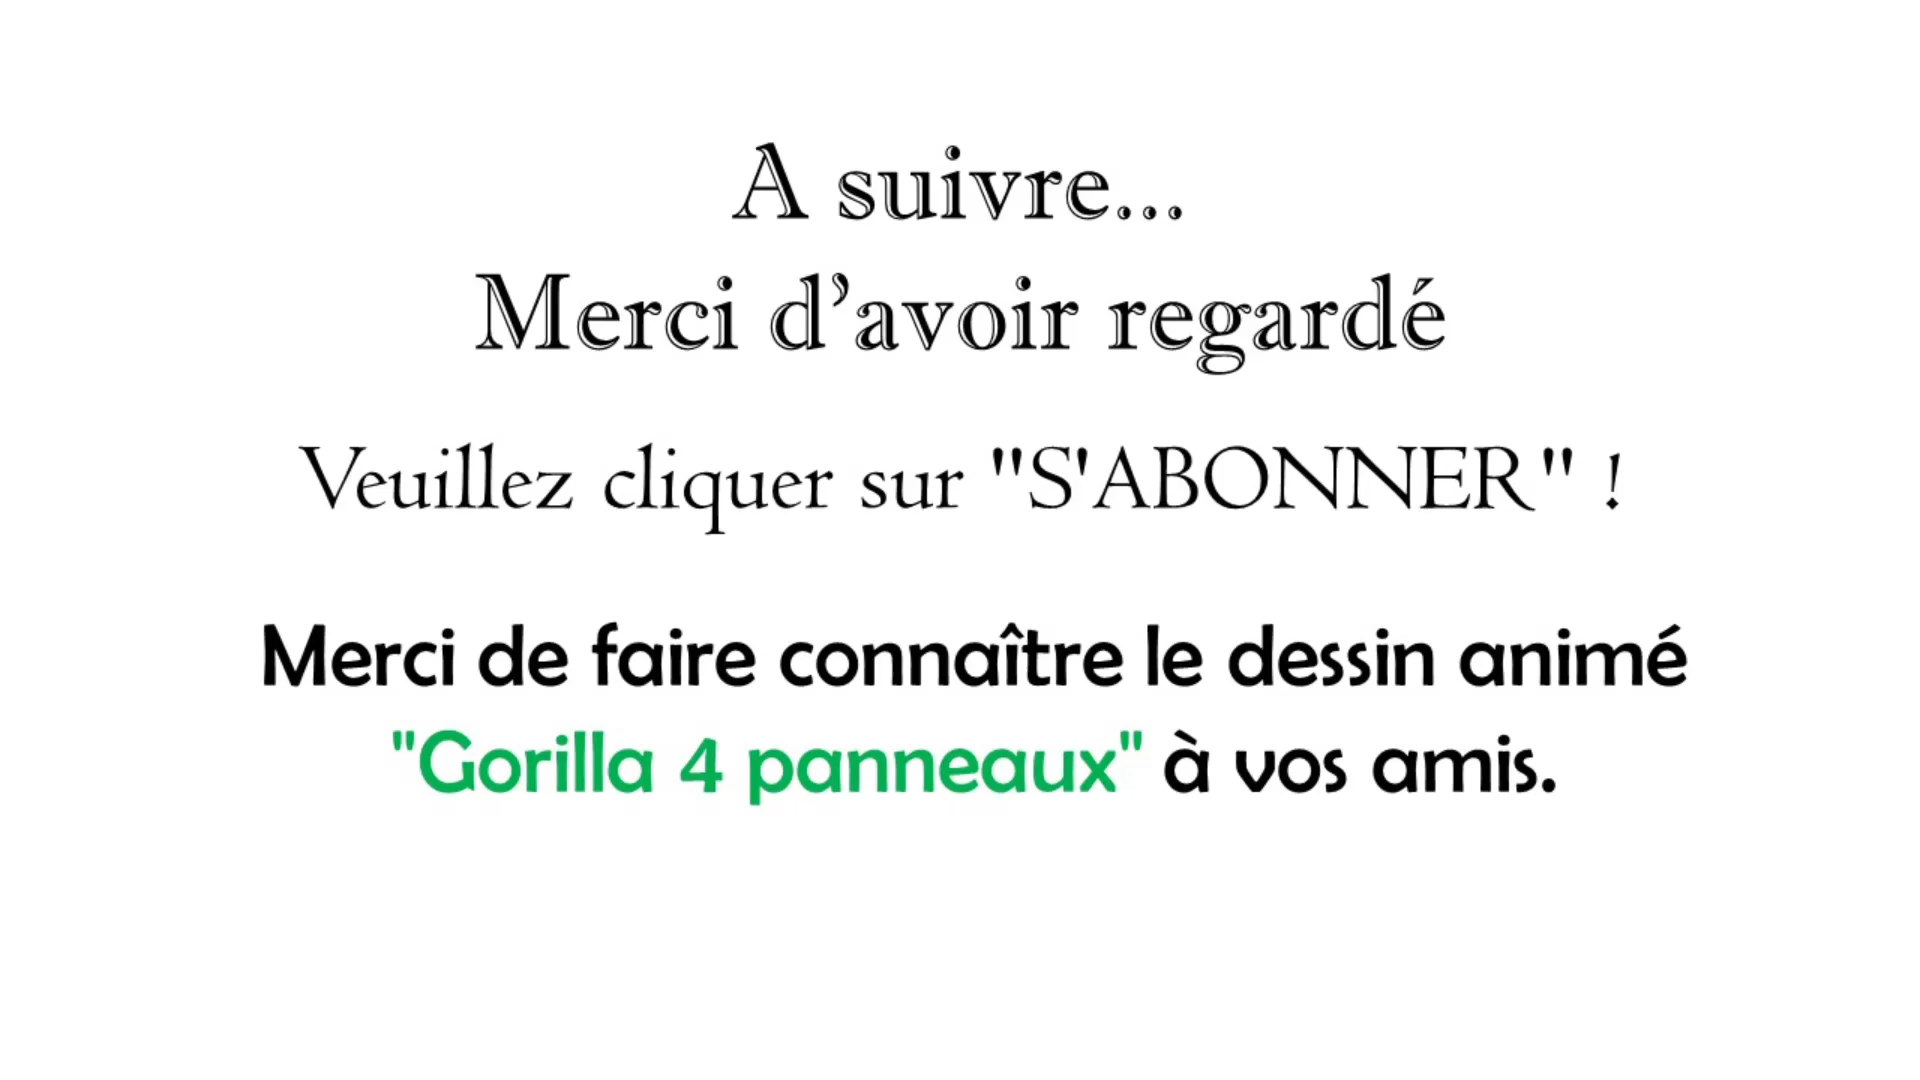 A suivre...
Merci d’avoir regardé
Veuillez cliquer sur "S'ABONNER" !
Merci de faire connaître le dessin animé
"Gorilla 4 panneaux" à vos amis.